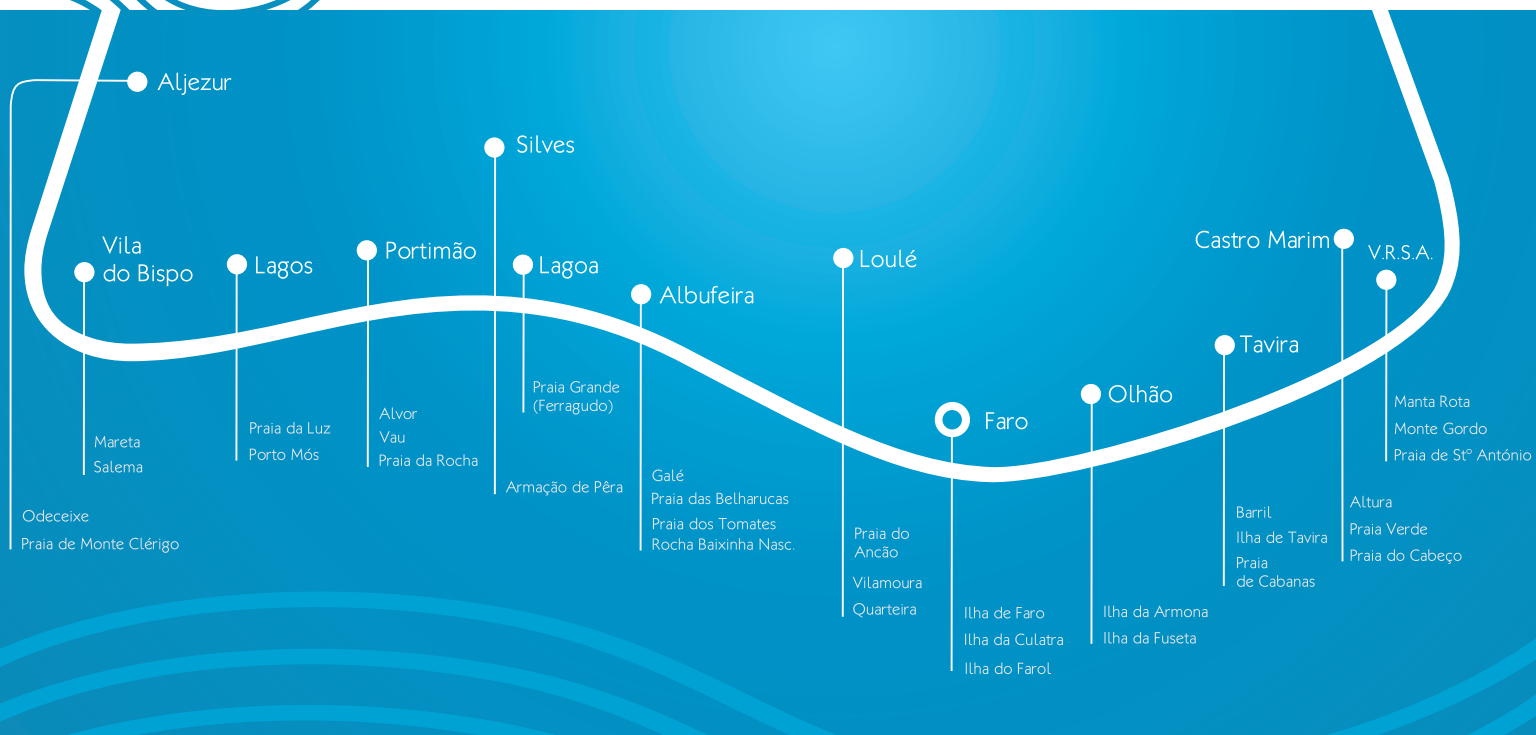 Aljezur
Odeceixe
Praia de Monte Clérigo
Vila
do Bispo
Mareta
Salema
Lagos
Praia da Luz
Porto Mós
Portimão
Alvor
Vau
Praia da Rocha
Silves
Armação de Pêra
Lagoa
Praia Grande
(Ferragudo)
Albufeira
Galé
Praia das Belharucas
Praia dos Tomates
Rocha Baixinha Nasc.
Loulé
Praia do
Ancão
Vilamoura
Quarteira
Faro
Ilha de Faro
Ilha da Culatra
Ilha do Farol
Olhão
Ilha da Armona
Ilha da Fuseta
Tavira
Barril
Ilha de Tavira
Praia
de Cabanas
Castro Marim
Altura
Praia Verde
Praia do Cabeço
V.R.S.A.
Manta Rota
Monte Gordo
Praia de Stº António